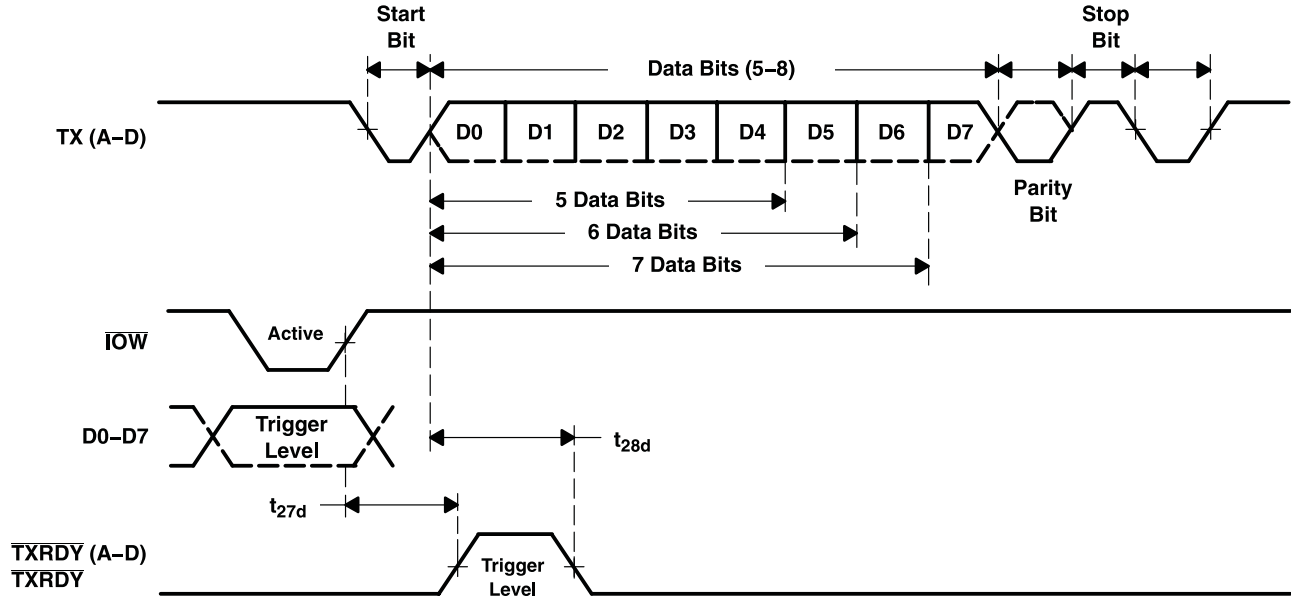 Start
Bit
Stop
Bit
Data Bits (5–8)
TX (A–D)
D0 D1 D2 D3 D4 D5 D6 D7
Parity
Bit
5 Data Bits
6 Data Bits
7 Data Bits
IOW
Active
D0–D7
Trigger
Level
t28d
t27d
TXRDY (A–D)
TXRDY
Trigger
Level